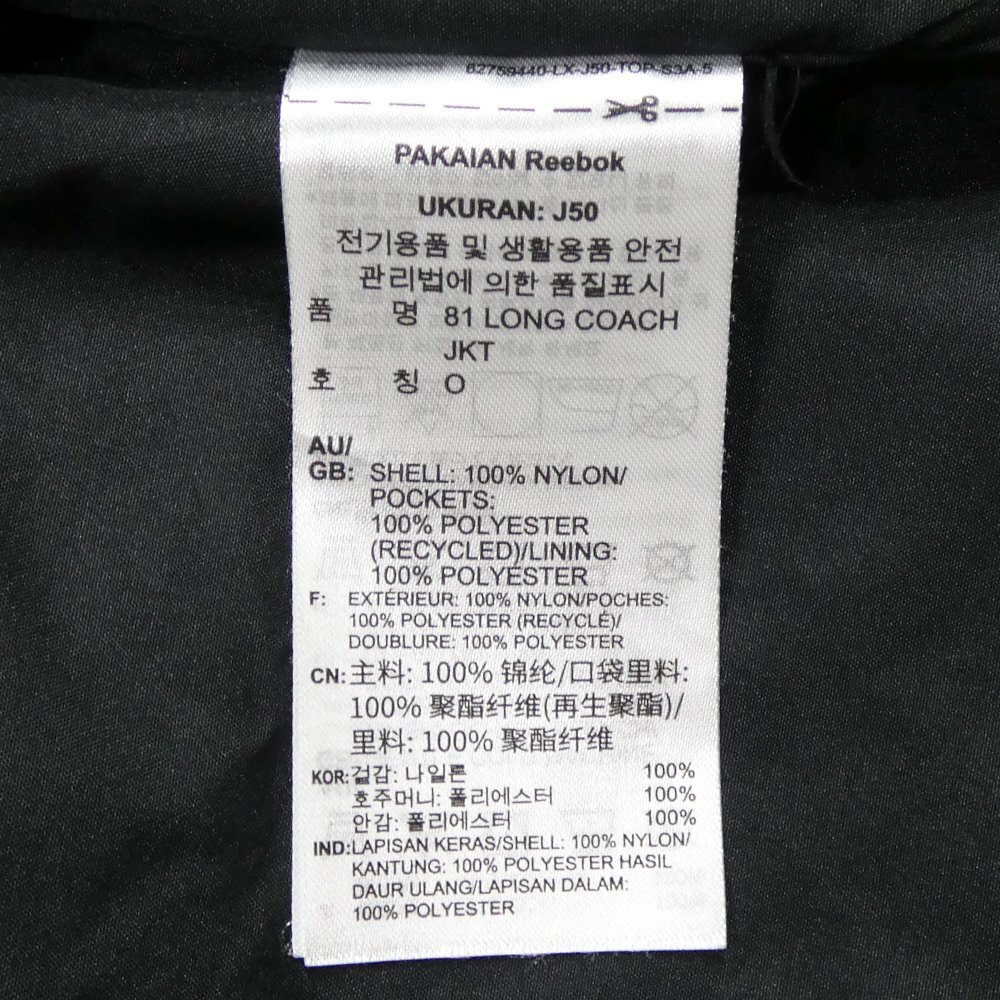 62759440-LX-J50-TOP-S3A-5
PAKAIAN Reebok
UKURAN: J50
전기용품 및 생활용품 안전
관리법에 의한 품질표시
품 명 81 LONG COACH
JKT
호 칭 O
AU/
GB: SHELL: 100% NYLON/
POCKETS:
100% POLYESTER
(RECYCLED)/LINING:
100% POLYESTER
F: EXTÉRIEUR: 100% NYLON/POCHES:
100% POLYESTER (RECYCLÉ)/
DOUBLURE: 100% POLYESTER
CN: 主料: 100% 锦纶/口袋里料:
100% 聚酯纤维(再生聚酯)/
里料: 100% 聚酯纤维
KOR: 겉감: 나일론 100%
호주머니: 폴리에스터 100%
안감: 폴리에스터 100%
IND: LAPISAN KERAS/SHELL: 100% NYLON/
KANTUNG: 100% POLYESTER HASIL
DAUR ULANG/LAPISAN DALAM:
100% POLYESTER